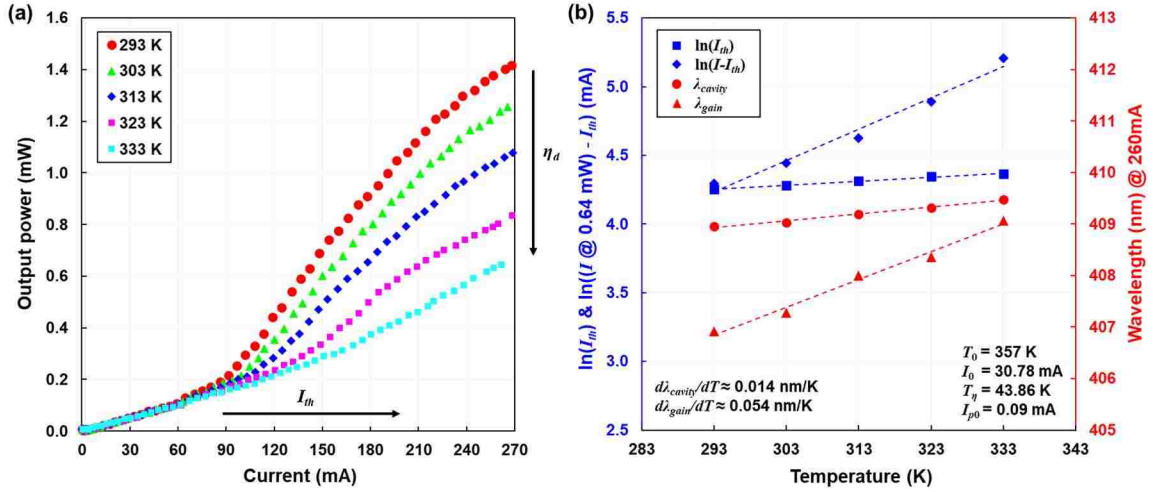 (a)
1.6
1.4
1.2
1.0
0.8
0.6
0.4
0.2
0.0
Output power (mW)
293 K
303 K
313 K
323 K
333 K
η_d
I_th
0 30 60 90 120 150 180 210 240 270
Current (mA)
(b)
5.5
5.0
4.5
4.0
3.5
3.0
2.5
ln(I_th) & ln((I @ 0.64 mW) - I_th) (mA)
ln(I_th)
ln(I-I_th)
λ_cavity
λ_gain
dλ_cavity/dT ≈ 0.014 nm/K
dλ_gain/dT ≈ 0.054 nm/K
T_0 = 357 K
I_0 = 30.78 mA
T_η = 43.86 K
I_p0 = 0.09 mA
413
412
411
410
409
408
407
406
405
Wavelength (nm) @ 260mA
283 293 303 313 323 333 343
Temperature (K)